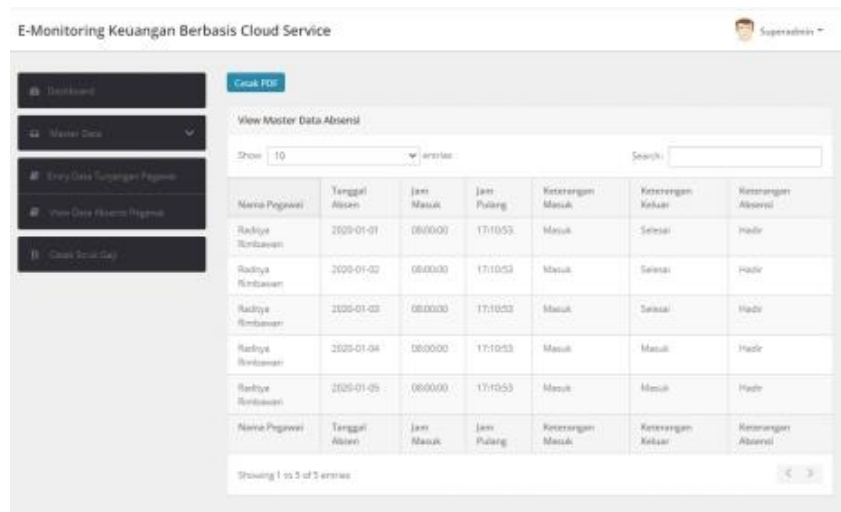 E-Monitoring Keuangan Berbasis Cloud Service
Superadmin
Dashboard
Master Data
Entry Data Tunjangan Pegawai
View Data Absensi Pegawai
Cetak Struk Gaji
Cetak PDF
View Master Data Absensi
Show 10 entries
Search:
Nama Pegawai Tanggal Absen Jam Masuk Jam Pulang Keterangan Masuk Keterangan Keluar Keterangan Absensi
Raditya Rimbawan 2020-01-01 08:00:00 17:10:53 Masuk Selesai Hadir
Raditya Rimbawan 2020-01-02 08:00:00 17:10:53 Masuk Selesai Hadir
Raditya Rimbawan 2020-01-03 08:00:00 17:10:53 Masuk Selesai Hadir
Raditya Rimbawan 2020-01-04 08:00:00 17:10:53 Masuk Masuk Hadir
Raditya Rimbawan 2020-01-05 08:00:00 17:10:53 Masuk Masuk Hadir
Nama Pegawai Tanggal Absen Jam Masuk Jam Pulang Keterangan Masuk Keterangan Keluar Keterangan Absensi
Showing 1 to 5 of 5 entries